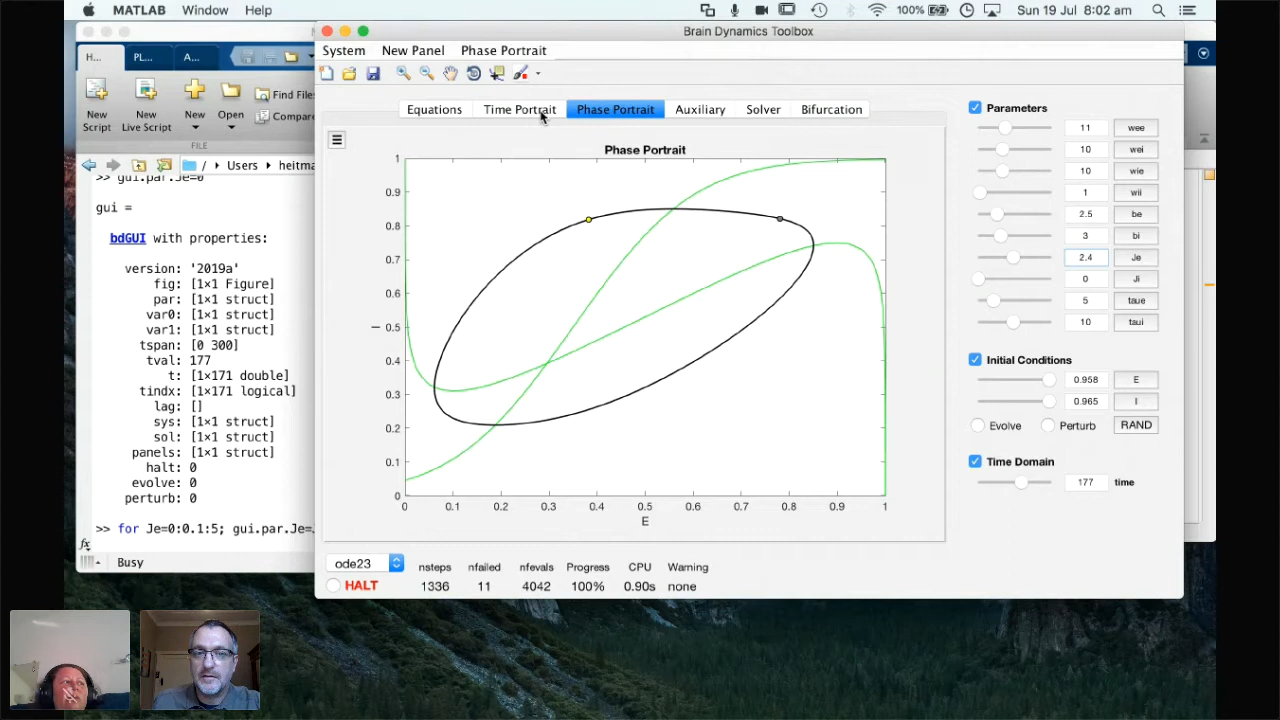 MATLAB Window Help 100% Sun 19 Jul 8:02 am
Brain Dynamics Toolbox
System New Panel Phase Portrait
H... PL... A...
New Script
New Live Script
New
Open
Find Files
Compare
FILE
/ Users heitma
Equations Time Portrait Phase Portrait Auxiliary Solver Bifurcation
>> gui.par.Je=0
gui =
bdGUI with properties:
version: '2019a'
fig: [1×1 Figure]
par: [1×1 struct]
var0: [1×1 struct]
var1: [1×1 struct]
tspan: [0 300]
tval: 177
t: [1×171 double]
tindx: [1×171 logical]
lag: []
sys: [1×1 struct]
sol: [1×1 struct]
panels: [1×1 struct]
halt: 0
evolve: 0
perturb: 0
>> for Je=0:0.1:5; gui.par.Je=
fx
Busy
Phase Portrait
1
0.9
0.8
0.7
0.6
0.5
0.4
0.3
0.2
0.1
0
I
0 0.1 0.2 0.3 0.4 0.5 0.6 0.7 0.8 0.9 1
E
Parameters
11 wee
10 wei
10 wie
1 wii
2.5 be
3 bi
2.4 Je
0 Ji
5 taue
10 taui
Initial Conditions
0.958 E
0.965 I
Evolve Perturb RAND
Time Domain
177 time
ode23 nsteps nfailed nfevals Progress CPU Warning
HALT 1336 11 4042 100% 0.90s none